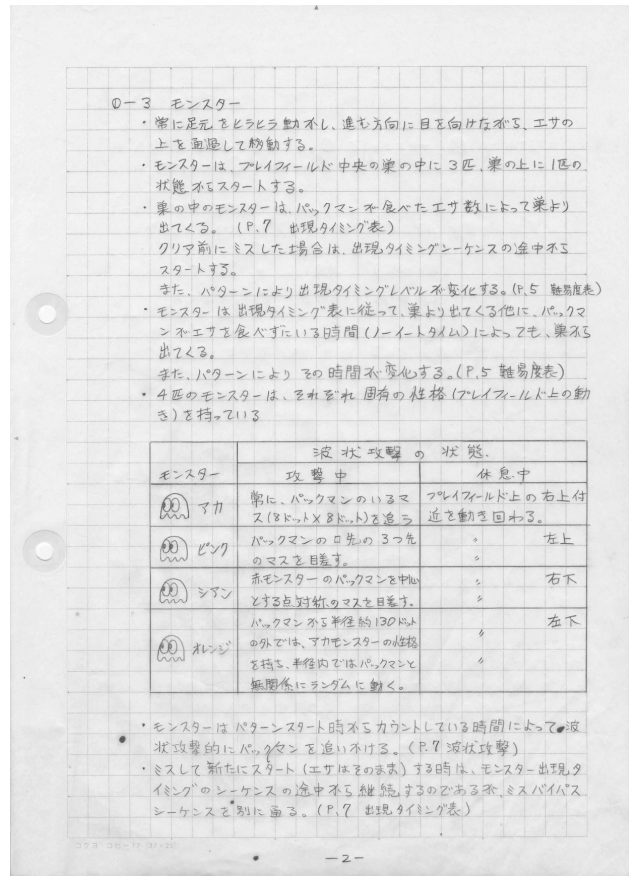 ①-3 モンスター
・常に足元をヒラヒラ動かし、進む方向に目を向けながら、エサの
上を通過して移動する。
・モンスターは、プレイフィールド中央の巣の中に3匹、巣の上に1匹の
状態からスタートする。
・巣の中のモンスターは、パックマンが食べたエサ数によって巣より
出てくる。(P.7 出現タイミング表)
クリア前にミスした場合は、出現タイミングシーケンスの途中から
スタートする。
また、パターンにより出現タイミングレベルが変化する。(P.5 難易度表)
・モンスターは出現タイミング表に従って、巣より出てくる他に、パックマ
ンがエサを食べずにいる時間(ノーイートタイム)によっても、巣から
出てくる。
また、パターンによりその時間が変化する。(P.5 難易度表)
・4匹のモンスターは、それぞれ固有の性格(プレイフィールド上の動
き)を持っている
波状攻撃の状態.
モンスター 攻撃中 休息中
アカ 常に、パックマンのいるマ プレイフィールド上の右上付
ス(8ドット×8ドット)を追う 近を動き回わる。
ピンク パックマンの口先の3つ先 〃 左上
のマスを目差す。 〃
シアン 赤モンスターのパックマンを中心 〃 右下
とする点対称のマスを目差す. 〃
オレンジ パックマンから半径約130ドット 〃 左下
の外では、アカモンスターの性格
を持ち、半径内ではパックマンと 〃
無関係にランダムに動く。
・モンスターはパターンスタート時からカウントしている時間によって、波
状攻撃的にパックマンを追いかける。(P.7 波状攻撃)
・ミスして新たにスタート(エサはそのまま)する時は、モンスター出現タ
イミングのシーケンスの途中から継続するのであるが、ミスバイパス
シーケンスを別に通る。(P.7 出現タイミング表)
-2-